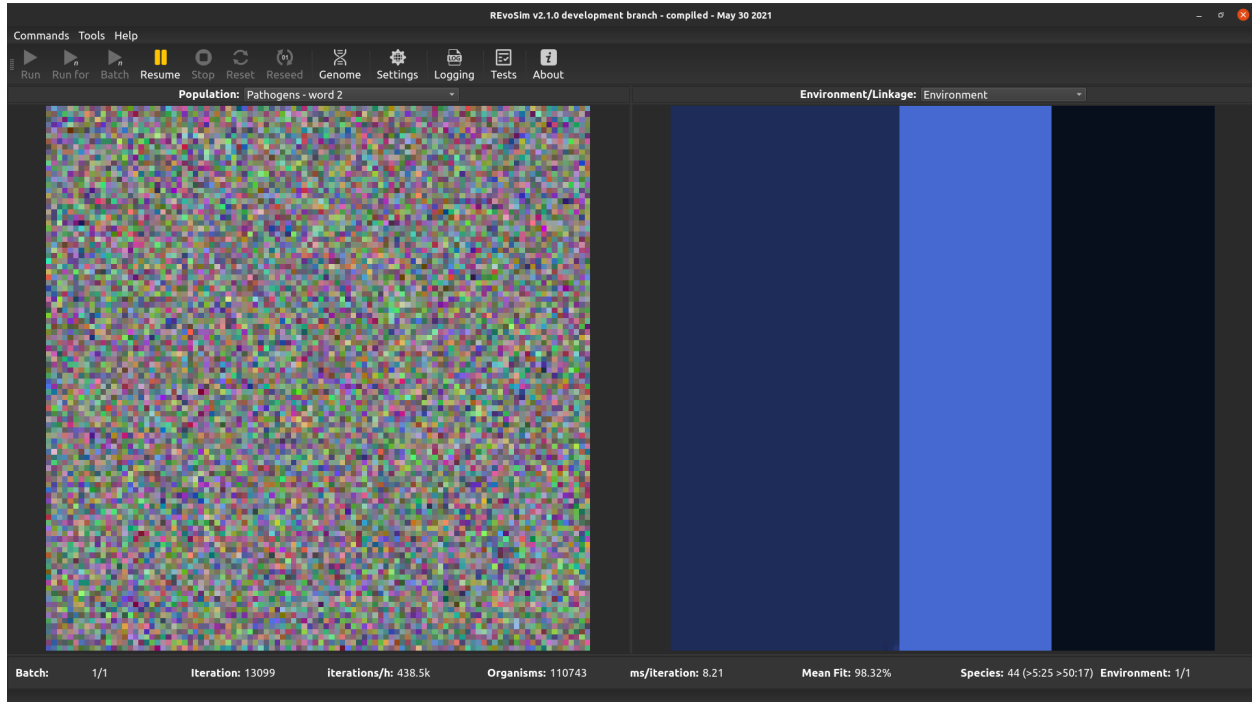 REvoSim v2.1.0 development branch - compiled - May 30 2021
Commands Tools Help
n n 01 LOG i
Run Run for Batch Resume Stop Reset Reseed Genome Settings Logging Tests About
Population: Pathogens - word 2 Environment/Linkage: Environment
Batch: 1/1 Iteration: 13099 iterations/h: 438.5k Organisms: 110743 ms/iteration: 8.21 Mean Fit: 98.32% Species: 44 (>5:25 >50:17) Environment: 1/1